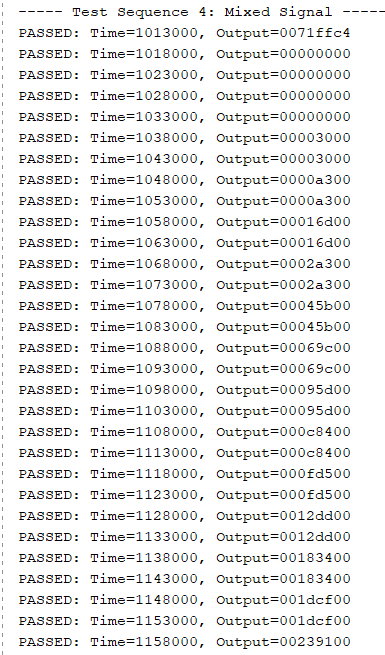 ----- Test Sequence 4: Mixed Signal -----
PASSED: Time=1013000, Output=0071ffc4
PASSED: Time=1018000, Output=00000000
PASSED: Time=1023000, Output=00000000
PASSED: Time=1028000, Output=00000000
PASSED: Time=1033000, Output=00000000
PASSED: Time=1038000, Output=00003000
PASSED: Time=1043000, Output=00003000
PASSED: Time=1048000, Output=0000a300
PASSED: Time=1053000, Output=0000a300
PASSED: Time=1058000, Output=00016d00
PASSED: Time=1063000, Output=00016d00
PASSED: Time=1068000, Output=0002a300
PASSED: Time=1073000, Output=0002a300
PASSED: Time=1078000, Output=00045b00
PASSED: Time=1083000, Output=00045b00
PASSED: Time=1088000, Output=00069c00
PASSED: Time=1093000, Output=00069c00
PASSED: Time=1098000, Output=00095d00
PASSED: Time=1103000, Output=00095d00
PASSED: Time=1108000, Output=000c8400
PASSED: Time=1113000, Output=000c8400
PASSED: Time=1118000, Output=000fd500
PASSED: Time=1123000, Output=000fd500
PASSED: Time=1128000, Output=0012dd00
PASSED: Time=1133000, Output=0012dd00
PASSED: Time=1138000, Output=00183400
PASSED: Time=1143000, Output=00183400
PASSED: Time=1148000, Output=001dcf00
PASSED: Time=1153000, Output=001dcf00
PASSED: Time=1158000, Output=00239100